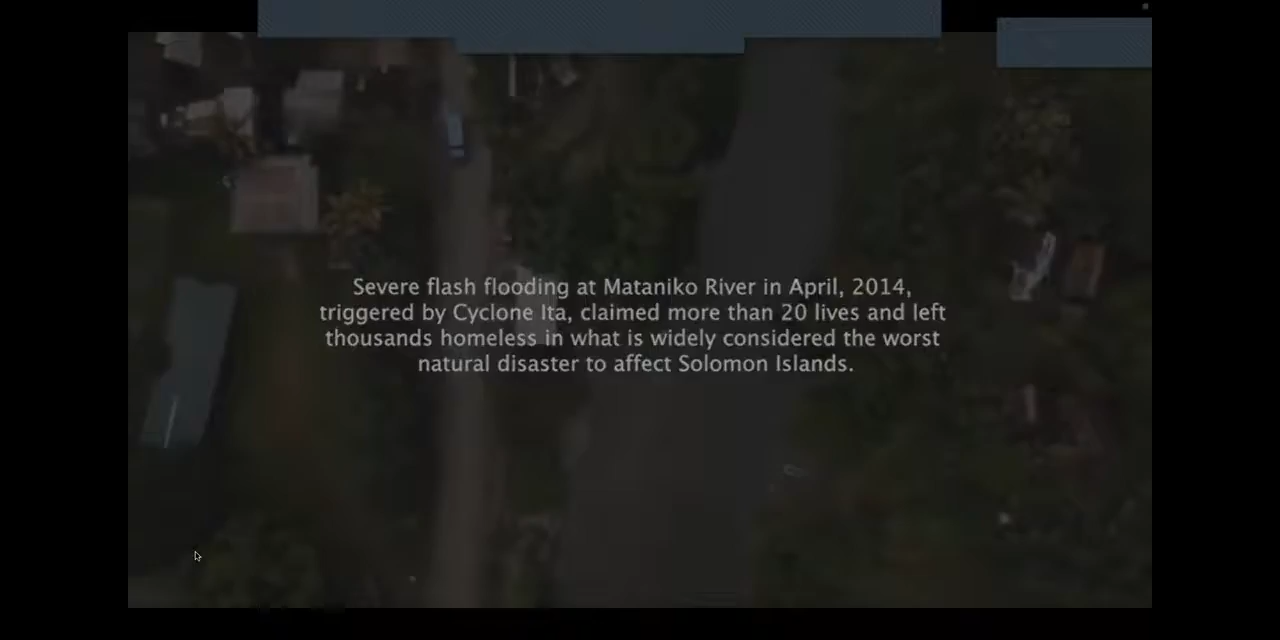 Severe flash flooding at Mataniko River in April, 2014,
triggered by Cyclone Ita, claimed more than 20 lives and left
thousands homeless in what is widely considered the worst
natural disaster to affect Solomon Islands.